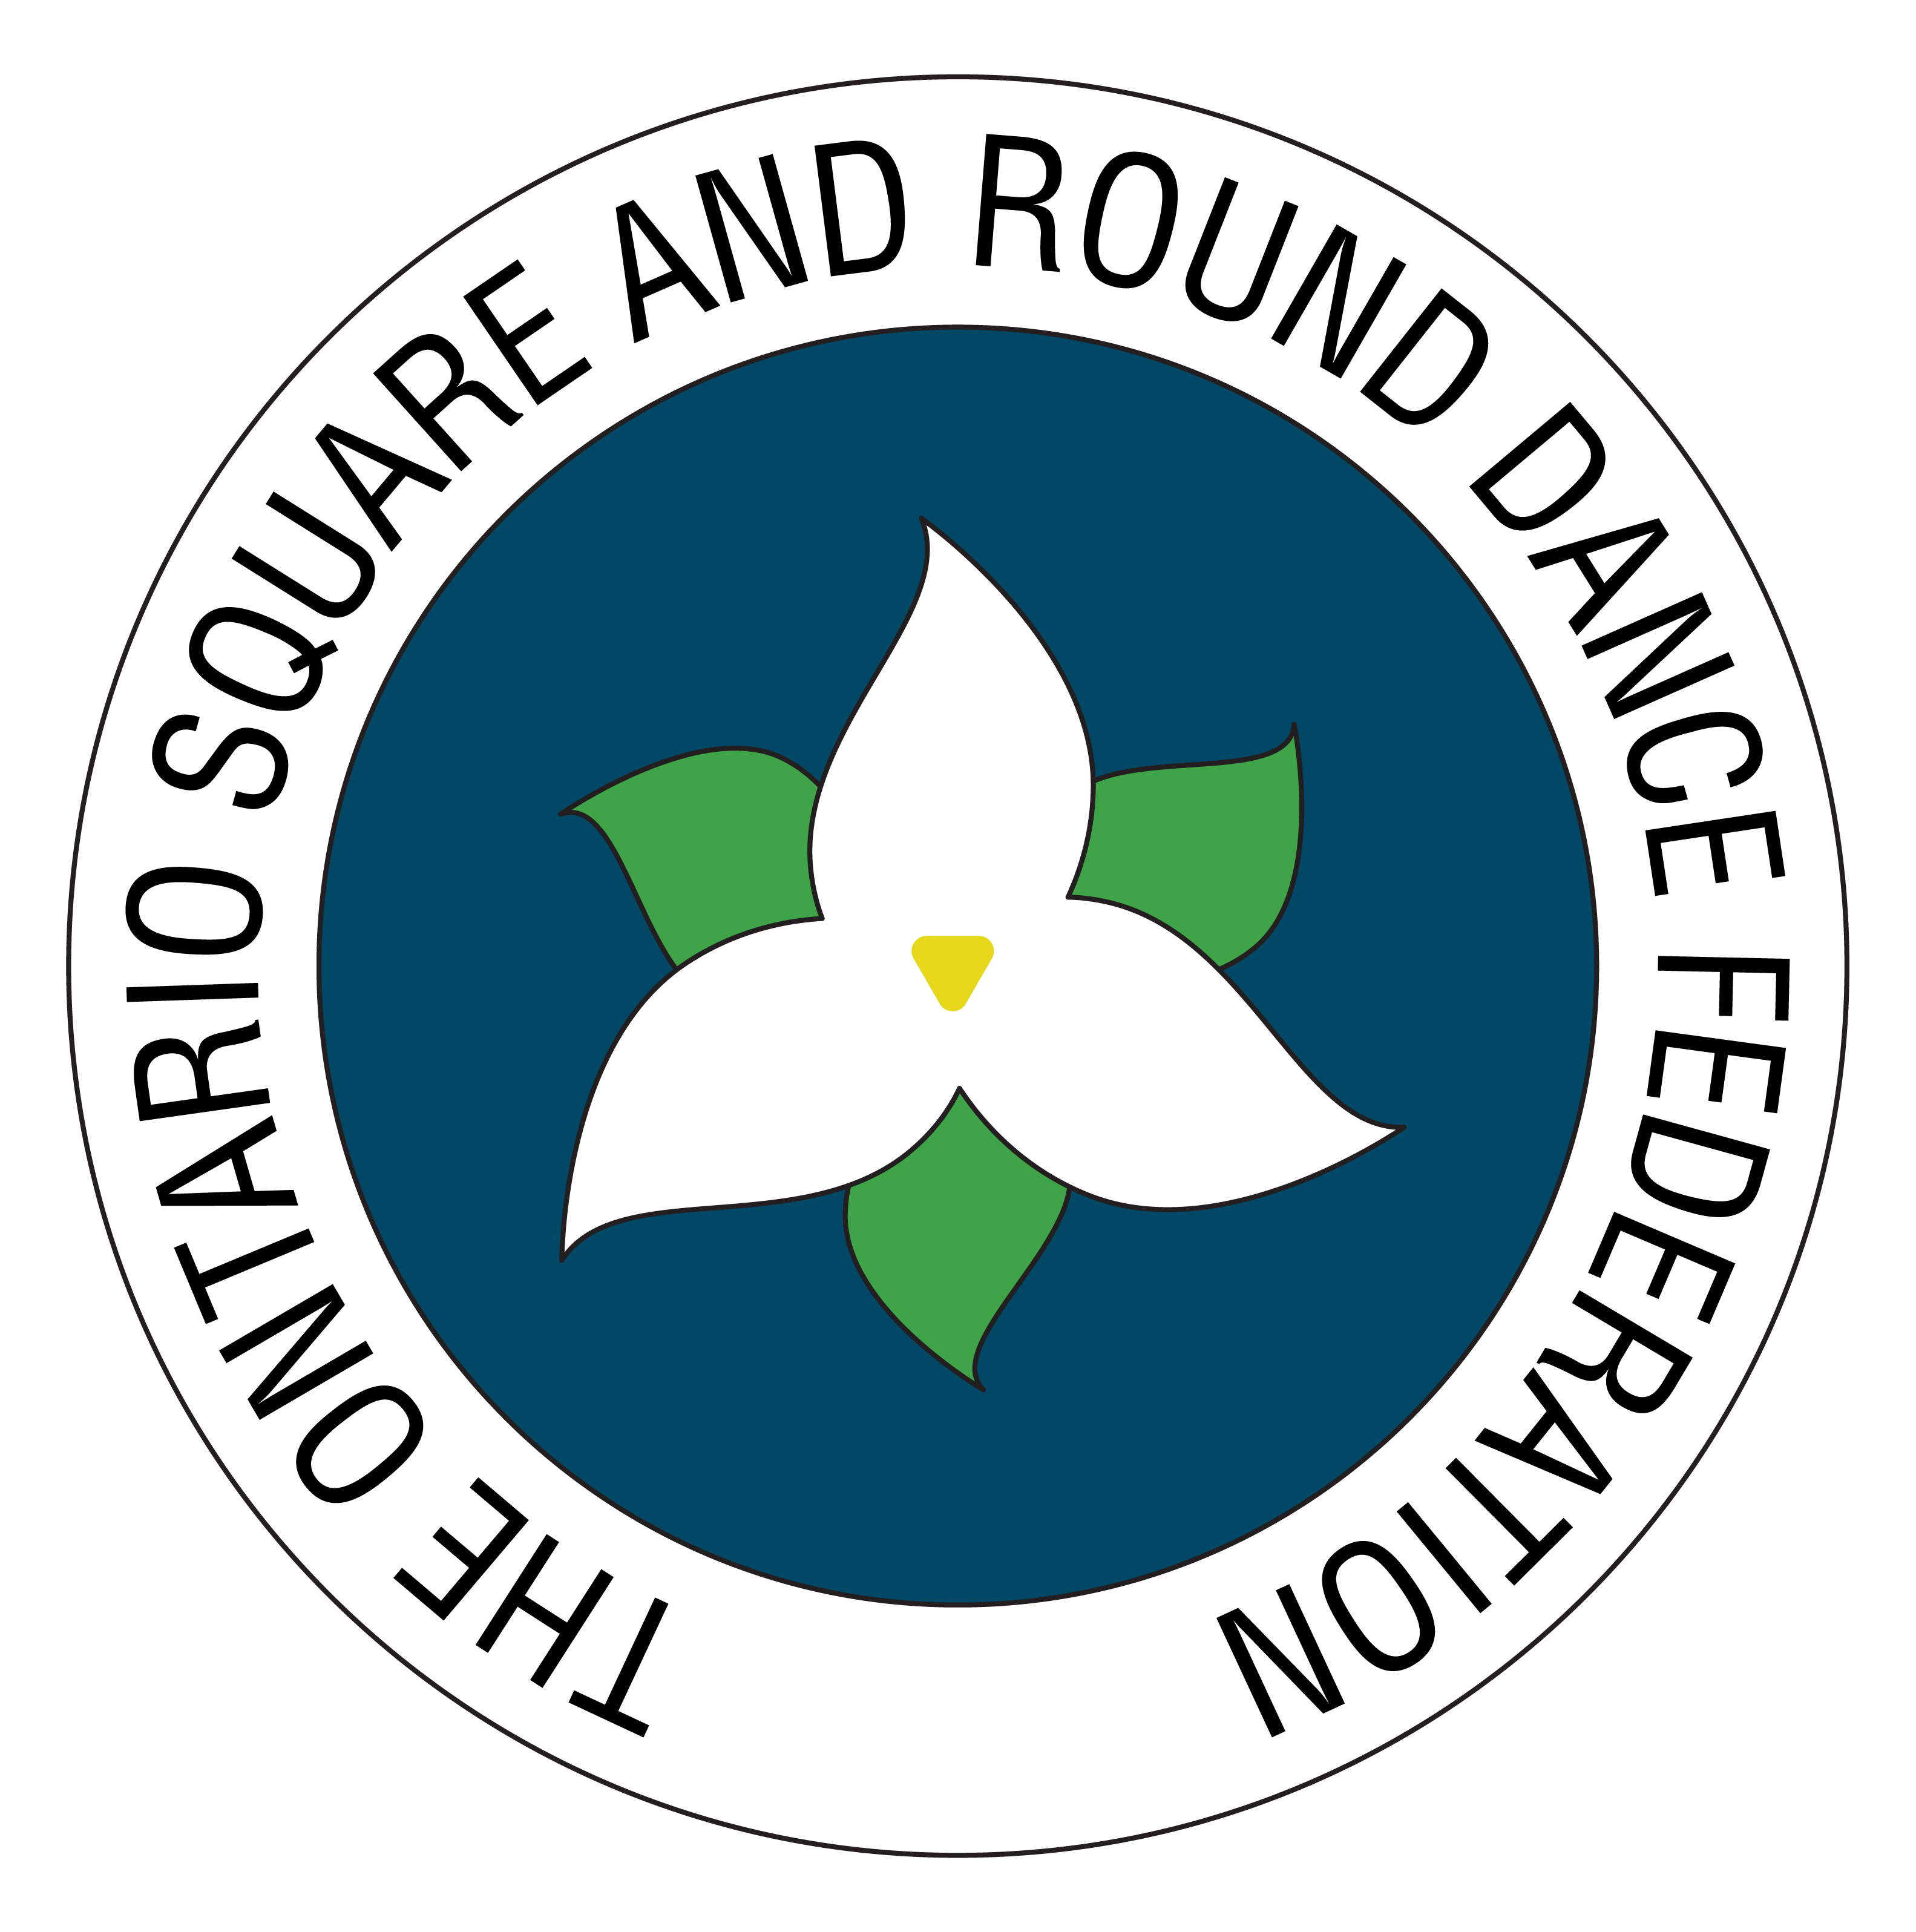 THE ONTARIO SQUARE AND ROUND DANCE FEDERATION